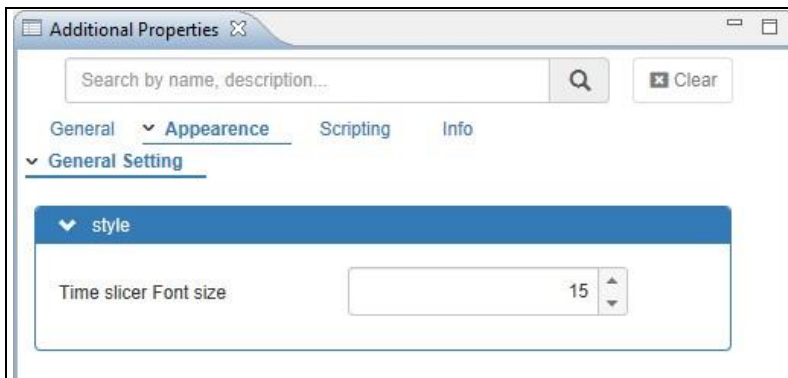 Additional Properties
Search by name, description...
Clear
General Appearence Scripting Info
General Setting
style
Time slicer Font size 15